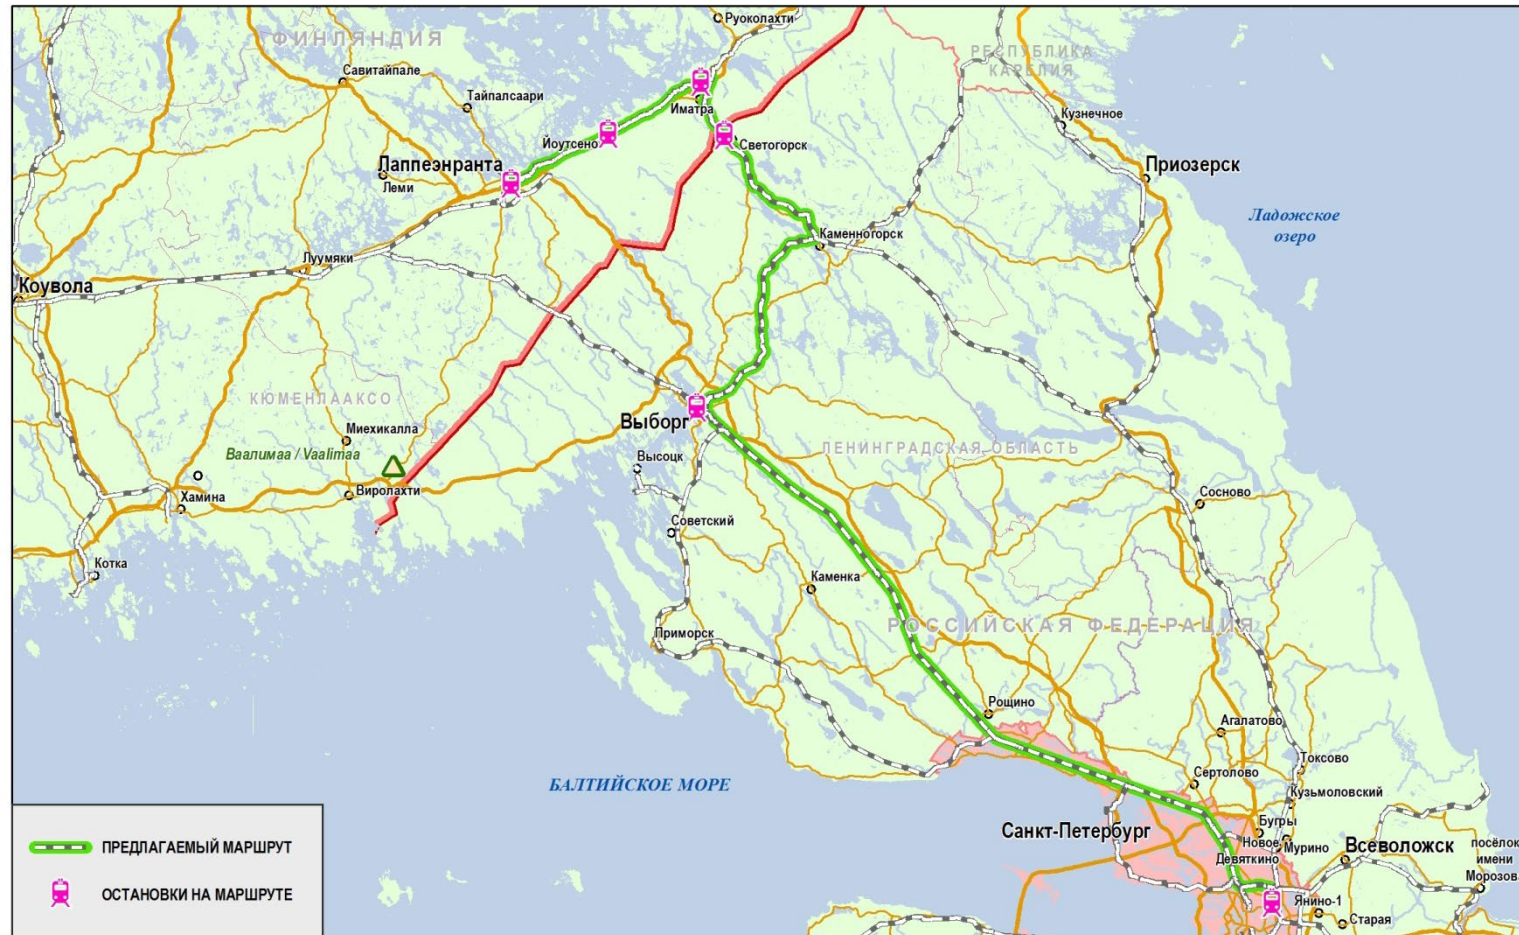 Руоколахти
ФИНЛЯНДИЯ
РЕСПУБЛИКА
КАРЕЛИЯ
Савитайпале
Тайпалсаари
Иматра
Кузнечное
Йоутсено
Светогорск
Лаппеэнранта
Приозерск
Леми
Ладожское
озеро
Каменногорск
Луумяки
Коувола
КЮМЕНЛААКСО
Выборг
Миехикалла
ЛЕНИНГРАДСКАЯ ОБЛАСТЬ
Ваалимаа / Vaalimaa
Высоцк
Виролахти
Хамина
Сосново
Советский
Котка
Каменка
РОССИЙСКАЯ ФЕДЕРАЦИЯ
Приморск
Рощино
Агалатово
Токсово
Сертолово
БАЛТИЙСКОЕ МОРЕ
Кузьмоловский
Бугры
Санкт-Петербург
Новое
Девяткино
Мурино
Всеволожск
посёлок
имени
Морозова
Янино-1
Старая
ПРЕДЛАГАЕМЫЙ МАРШРУТ
ОСТАНОВКИ НА МАРШРУТЕ